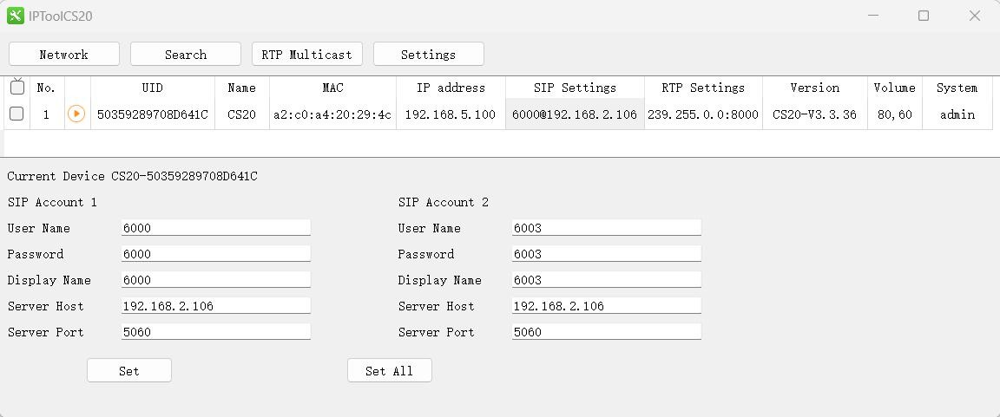 IPToolCS20
Network Search RTP Multicast Settings
No. UID Name MAC IP address SIP Settings RTP Settings Version Volume System
1 50359289708D641C CS20 a2:c0:a4:20:29:4c 192.168.5.100 6000@192.168.2.106 239.255.0.0:8000 CS20-V3.3.36 80,60 admin
Current Device CS20-50359289708D641C
SIP Account 1 SIP Account 2
User Name 6000 User Name 6003
Password 6000 Password 6003
Display Name 6000 Display Name 6003
Server Host 192.168.2.106 Server Host 192.168.2.106
Server Port 5060 Server Port 5060
Set Set All